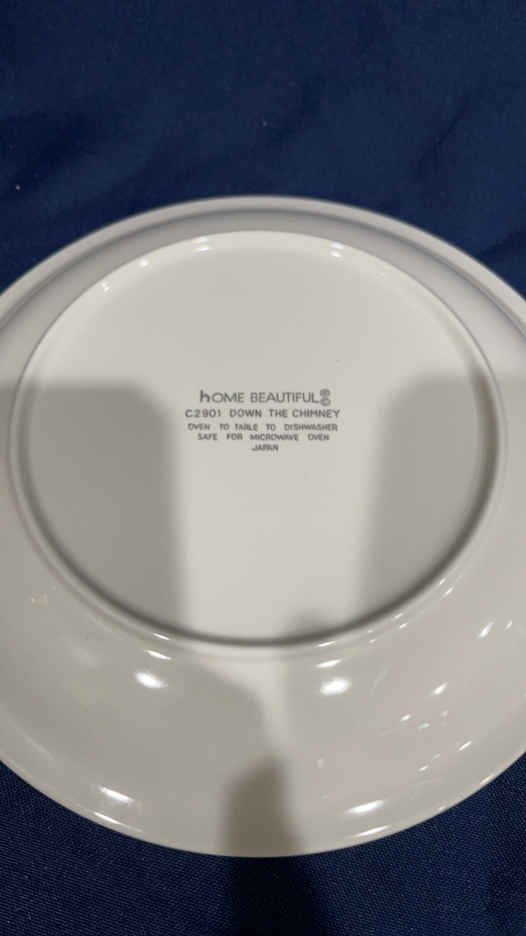 hOME BEAUTIFUL®©
C2901 DOWN THE CHIMNEY
OVEN TO TABLE TO DISHWASHER
SAFE FOR MICROWAVE OVEN
JAPAN